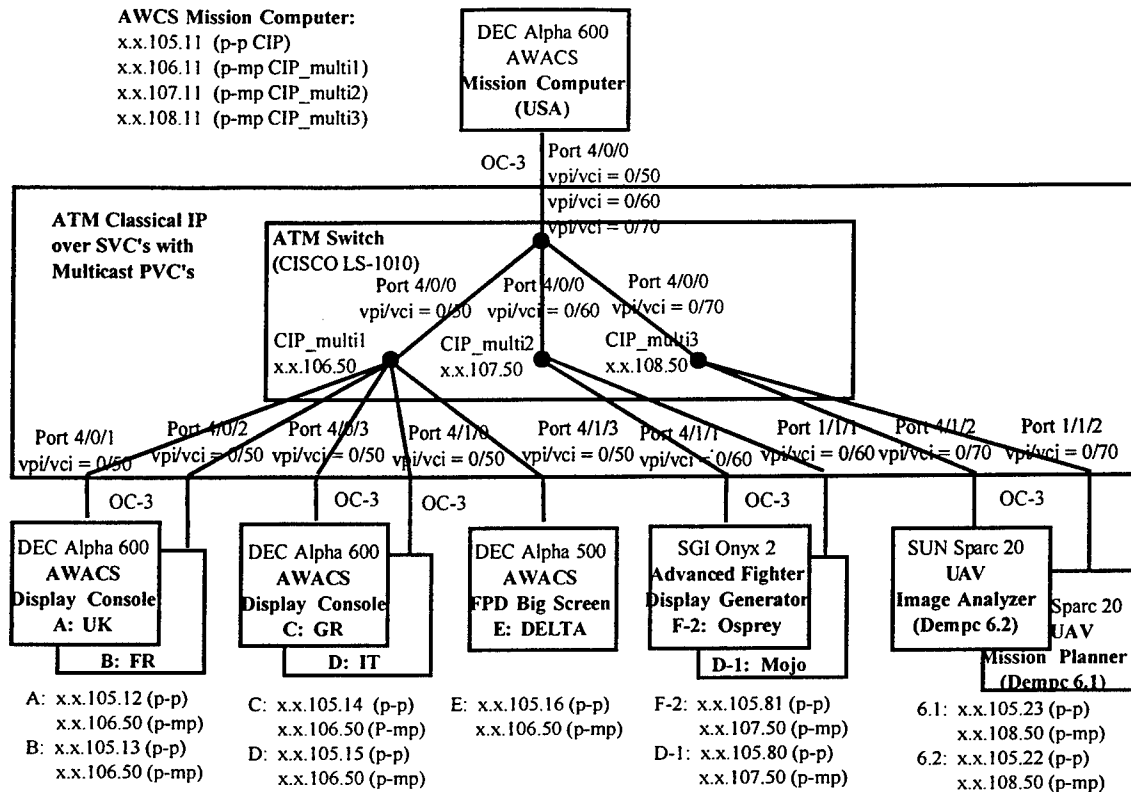 AWCS Mission Computer:
x.x.105.11 (p-p CIP)
x.x.106.11 (p-mp CIP_multi1)
x.x.107.11 (p-mp CIP_multi2)
x.x.108.11 (p-mp CIP_multi3)
DEC Alpha 600
AWACS
Mission Computer
(USA)
OC-3
Port 4/0/0
vpi/vci = 0/50
vpi/vci = 0/60
vpi/vci = 0/70
ATM Classical IP
over SVC's with
Multicast PVC's
ATM Switch
(CISCO LS-1010)
Port 4/0/0
vpi/vci = 0/50
Port 4/0/0
vpi/vci = 0/60
Port 4/0/0
vpi/vci = 0/70
CIP_multi1
x.x.106.50
CIP_multi2
x.x.107.50
CIP_multi3
x.x.108.50
Port 4/0/1
vpi/vci = 0/50
Port 4/0/2
vpi/vci = 0/50
Port 4/0/3
vpi/vci = 0/50
Port 4/1/0
vpi/vci = 0/50
Port 4/1/3
vpi/vci = 0/50
Port 4/1/1
vpi/vci = 0/60
Port 1/1/1
vpi/vci = 0/60
Port 4/1/2
vpi/vci = 0/70
Port 1/1/2
vpi/vci = 0/70
OC-3
OC-3
OC-3
OC-3
OC-3
DEC Alpha 600
AWACS
Display Console
A: UK
B: FR
DEC Alpha 600
AWACS
Display Console
C: GR
D: IT
DEC Alpha 500
AWACS
FPD Big Screen
E: DELTA
SGI Onyx 2
Advanced Fighter
Display Generator
F-2: Osprey
D-1: Mojo
SUN Sparc 20
UAV
Image Analyzer
(Dempc 6.2)
Sparc 20
UAV
Mission Planner
(Dempc 6.1)
A: x.x.105.12 (p-p)
x.x.106.50 (p-mp)
B: x.x.105.13 (p-p)
x.x.106.50 (p-mp)
C: x.x.105.14 (p-p)
x.x.106.50 (P-mp)
D: x.x.105.15 (p-p)
x.x.106.50 (p-mp)
E: x.x.105.16 (p-p)
x.x.106.50 (p-mp)
F-2: x.x.105.81 (p-p)
x.x.107.50 (p-mp)
D-1: x.x.105.80 (p-p)
x.x.107.50 (p-mp)
6.1: x.x.105.23 (p-p)
x.x.108.50 (p-mp)
6.2: x.x.105.22 (p-p)
x.x.108.50 (p-mp)